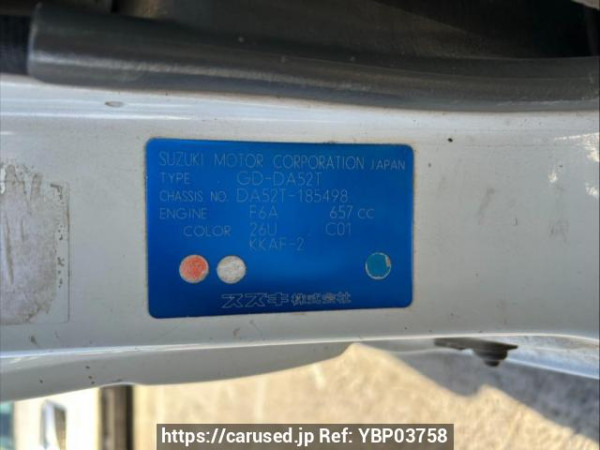 SUZUKI MOTOR CORPORATION JAPAN
TYPE GD-DA52T
CHASSIS NO. DA52T-185498
ENGINE F6A 657 CC
COLOR 26U C01
KKAF-2
スズキ株式会社
https://carused.jp Ref: YBP03758